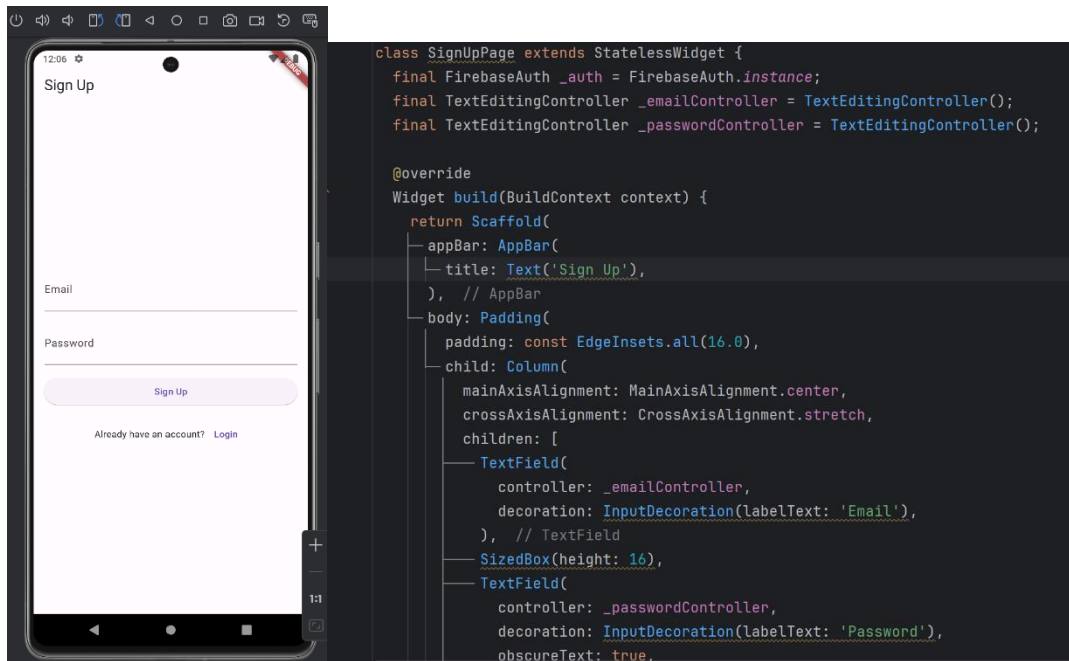 12:06
DEBUG
Sign Up
Email
Password
Sign Up
Already have an account? Login
1:1
class SignUpPage extends StatelessWidget {
final FirebaseAuth _auth = FirebaseAuth.instance;
final TextEditingController _emailController = TextEditingController();
final TextEditingController _passwordController = TextEditingController();
@override
Widget build(BuildContext context) {
return Scaffold(
appBar: AppBar(
title: Text('Sign Up'),
), // AppBar
body: Padding(
padding: const EdgeInsets.all(16.0),
child: Column(
mainAxisAlignment: MainAxisAlignment.center,
crossAxisAlignment: CrossAxisAlignment.stretch,
children: [
TextField(
controller: _emailController,
decoration: InputDecoration(labelText: 'Email'),
), // TextField
SizedBox(height: 16),
TextField(
controller: _passwordController,
decoration: InputDecoration(labelText: 'Password'),
obscureText: true,